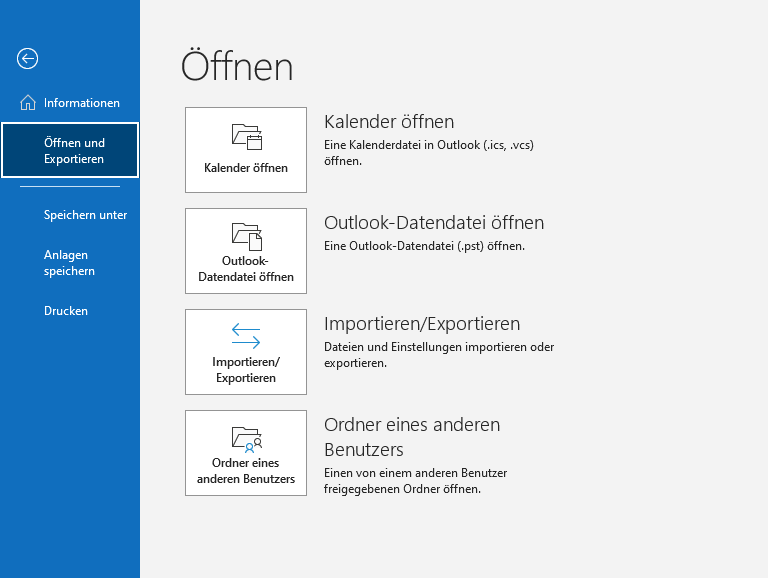 Informationen
Öffnen und
Exportieren
Speichern unter
Anlagen
speichern
Drucken
Öffnen
Kalender öffnen
Kalender öffnen
Eine Kalenderdatei in Outlook (.ics, .vcs)
öffnen.
Outlook-
Datendatei öffnen
Outlook-Datendatei öffnen
Eine Outlook-Datendatei (.pst) öffnen.
Importieren/
Exportieren
Importieren/Exportieren
Dateien und Einstellungen importieren oder
exportieren.
Ordner eines
anderen Benutzers
Ordner eines anderen
Benutzers
Einen von einem anderen Benutzer
freigegebenen Ordner öffnen.